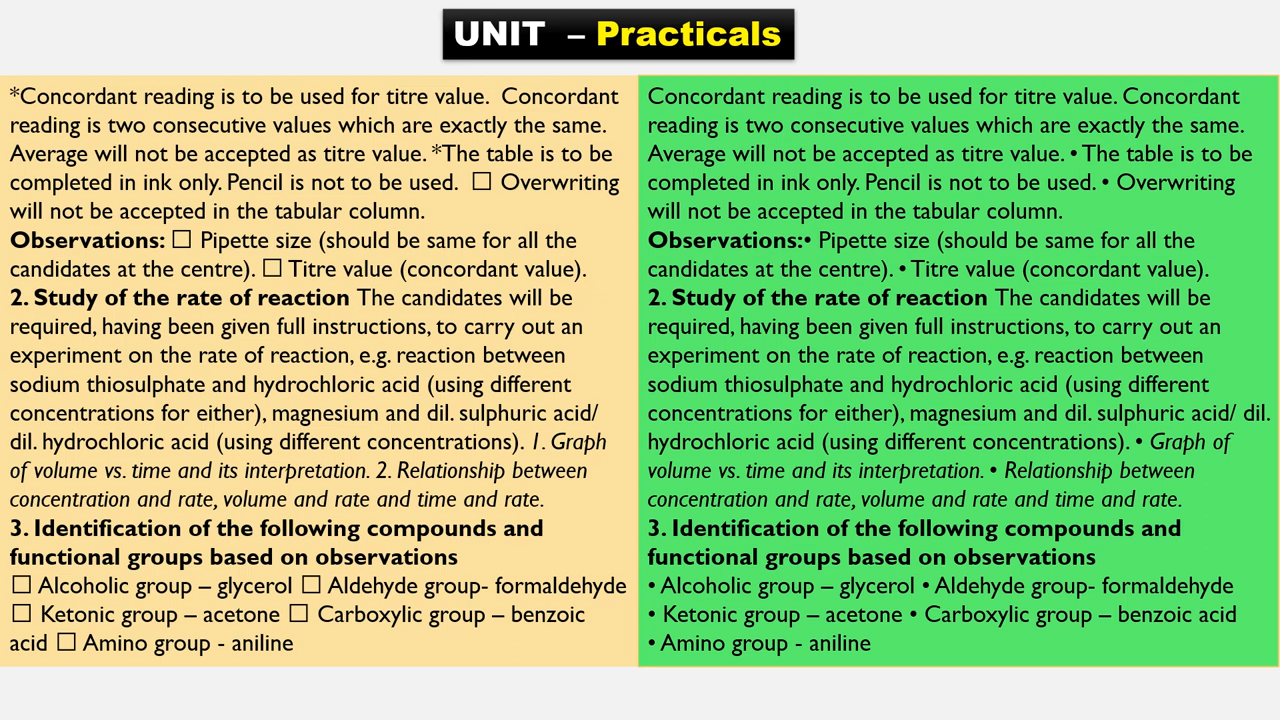 UNIT – Practicals
*Concordant reading is to be used for titre value. Concordant
reading is two consecutive values which are exactly the same.
Average will not be accepted as titre value. *The table is to be
completed in ink only. Pencil is not to be used. ☐ Overwriting
will not be accepted in the tabular column.
Observations: ☐ Pipette size (should be same for all the
candidates at the centre). ☐ Titre value (concordant value).
2. Study of the rate of reaction The candidates will be
required, having been given full instructions, to carry out an
experiment on the rate of reaction, e.g. reaction between
sodium thiosulphate and hydrochloric acid (using different
concentrations for either), magnesium and dil. sulphuric acid/
dil. hydrochloric acid (using different concentrations). 1. Graph
of volume vs. time and its interpretation. 2. Relationship between
concentration and rate, volume and rate and time and rate.
3. Identification of the following compounds and
functional groups based on observations
☐ Alcoholic group – glycerol ☐ Aldehyde group- formaldehyde
☐ Ketonic group – acetone ☐ Carboxylic group – benzoic
acid ☐ Amino group - aniline
Concordant reading is to be used for titre value. Concordant
reading is two consecutive values which are exactly the same.
Average will not be accepted as titre value. • The table is to be
completed in ink only. Pencil is not to be used. • Overwriting
will not be accepted in the tabular column.
Observations:• Pipette size (should be same for all the
candidates at the centre). • Titre value (concordant value).
2. Study of the rate of reaction The candidates will be
required, having been given full instructions, to carry out an
experiment on the rate of reaction, e.g. reaction between
sodium thiosulphate and hydrochloric acid (using different
concentrations for either), magnesium and dil. sulphuric acid/ dil.
hydrochloric acid (using different concentrations). • Graph of
volume vs. time and its interpretation. • Relationship between
concentration and rate, volume and rate and time and rate.
3. Identification of the following compounds and
functional groups based on observations
• Alcoholic group – glycerol • Aldehyde group- formaldehyde
• Ketonic group – acetone • Carboxylic group – benzoic acid
• Amino group - aniline